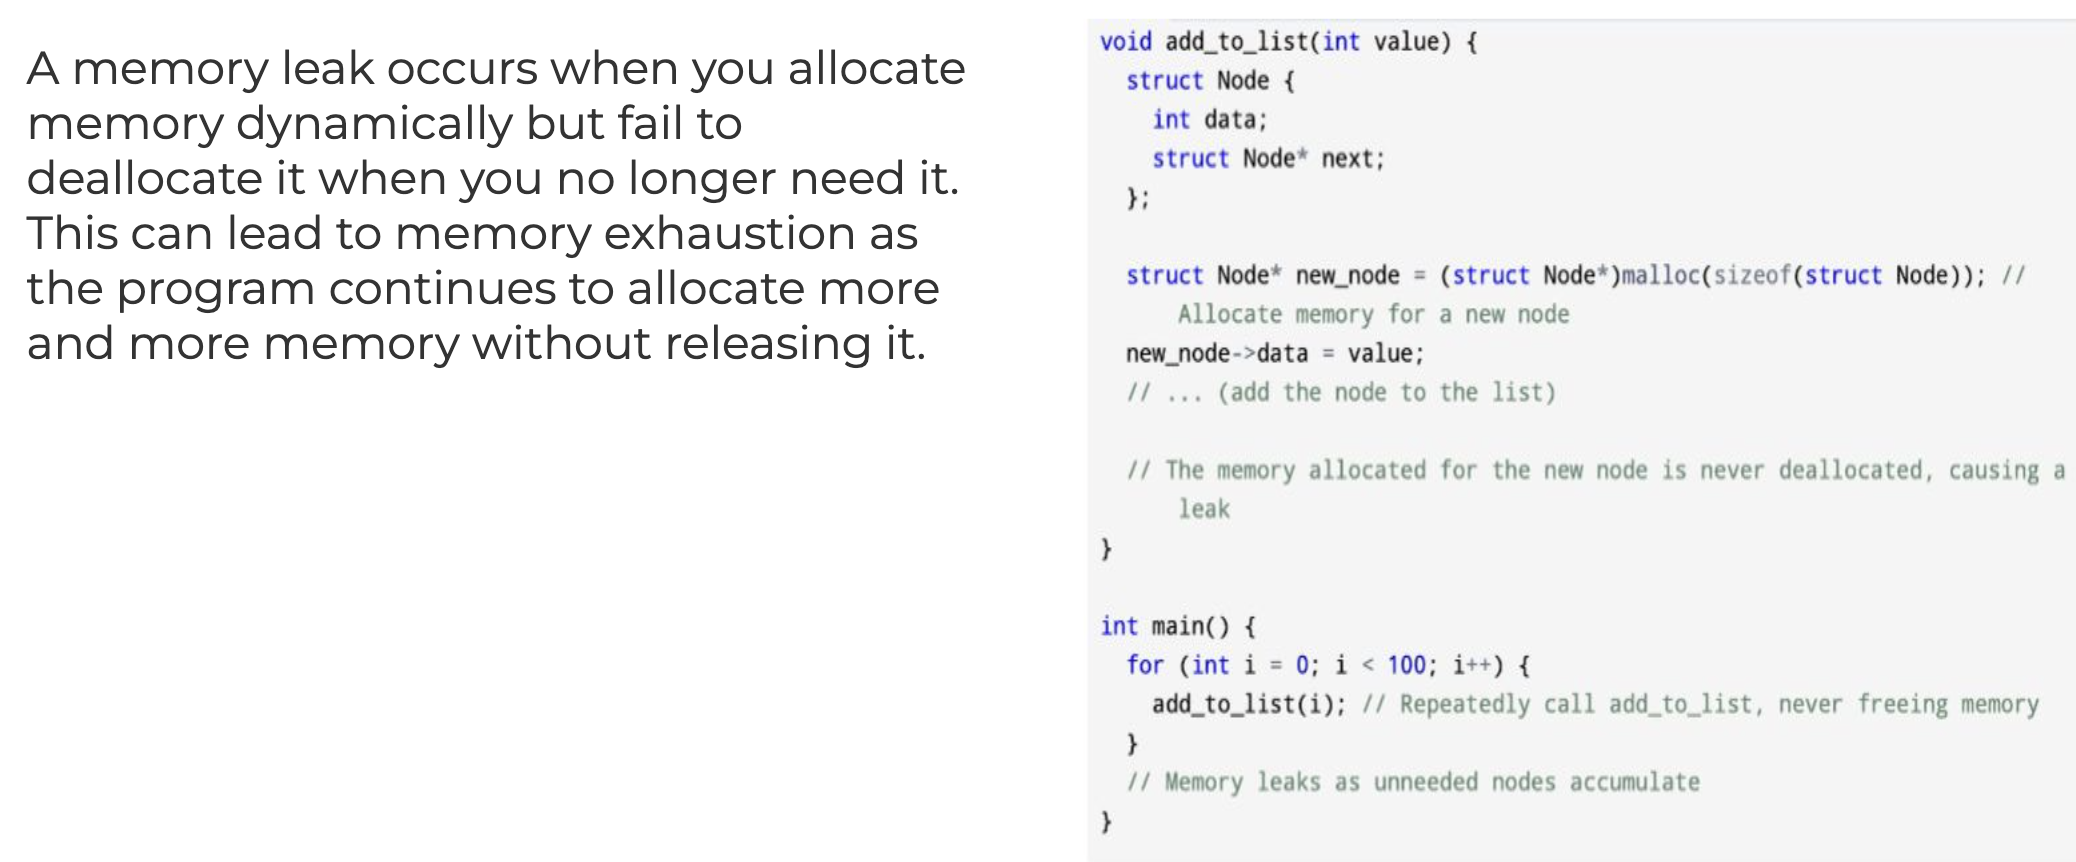 A memory leak occurs when you allocate
memory dynamically but fail to
deallocate it when you no longer need it.
This can lead to memory exhaustion as
the program continues to allocate more
and more memory without releasing it.
void add_to_list(int value) {
  struct Node {
    int data;
    struct Node* next;
  };

  struct Node* new_node = (struct Node*)malloc(sizeof(struct Node)); //
      Allocate memory for a new node
  new_node->data = value;
  // ... (add the node to the list)

  // The memory allocated for the new node is never deallocated, causing a
      leak
}

int main() {
  for (int i = 0; i < 100; i++) {
    add_to_list(i); // Repeatedly call add_to_list, never freeing memory
  }
  // Memory leaks as unneeded nodes accumulate
}